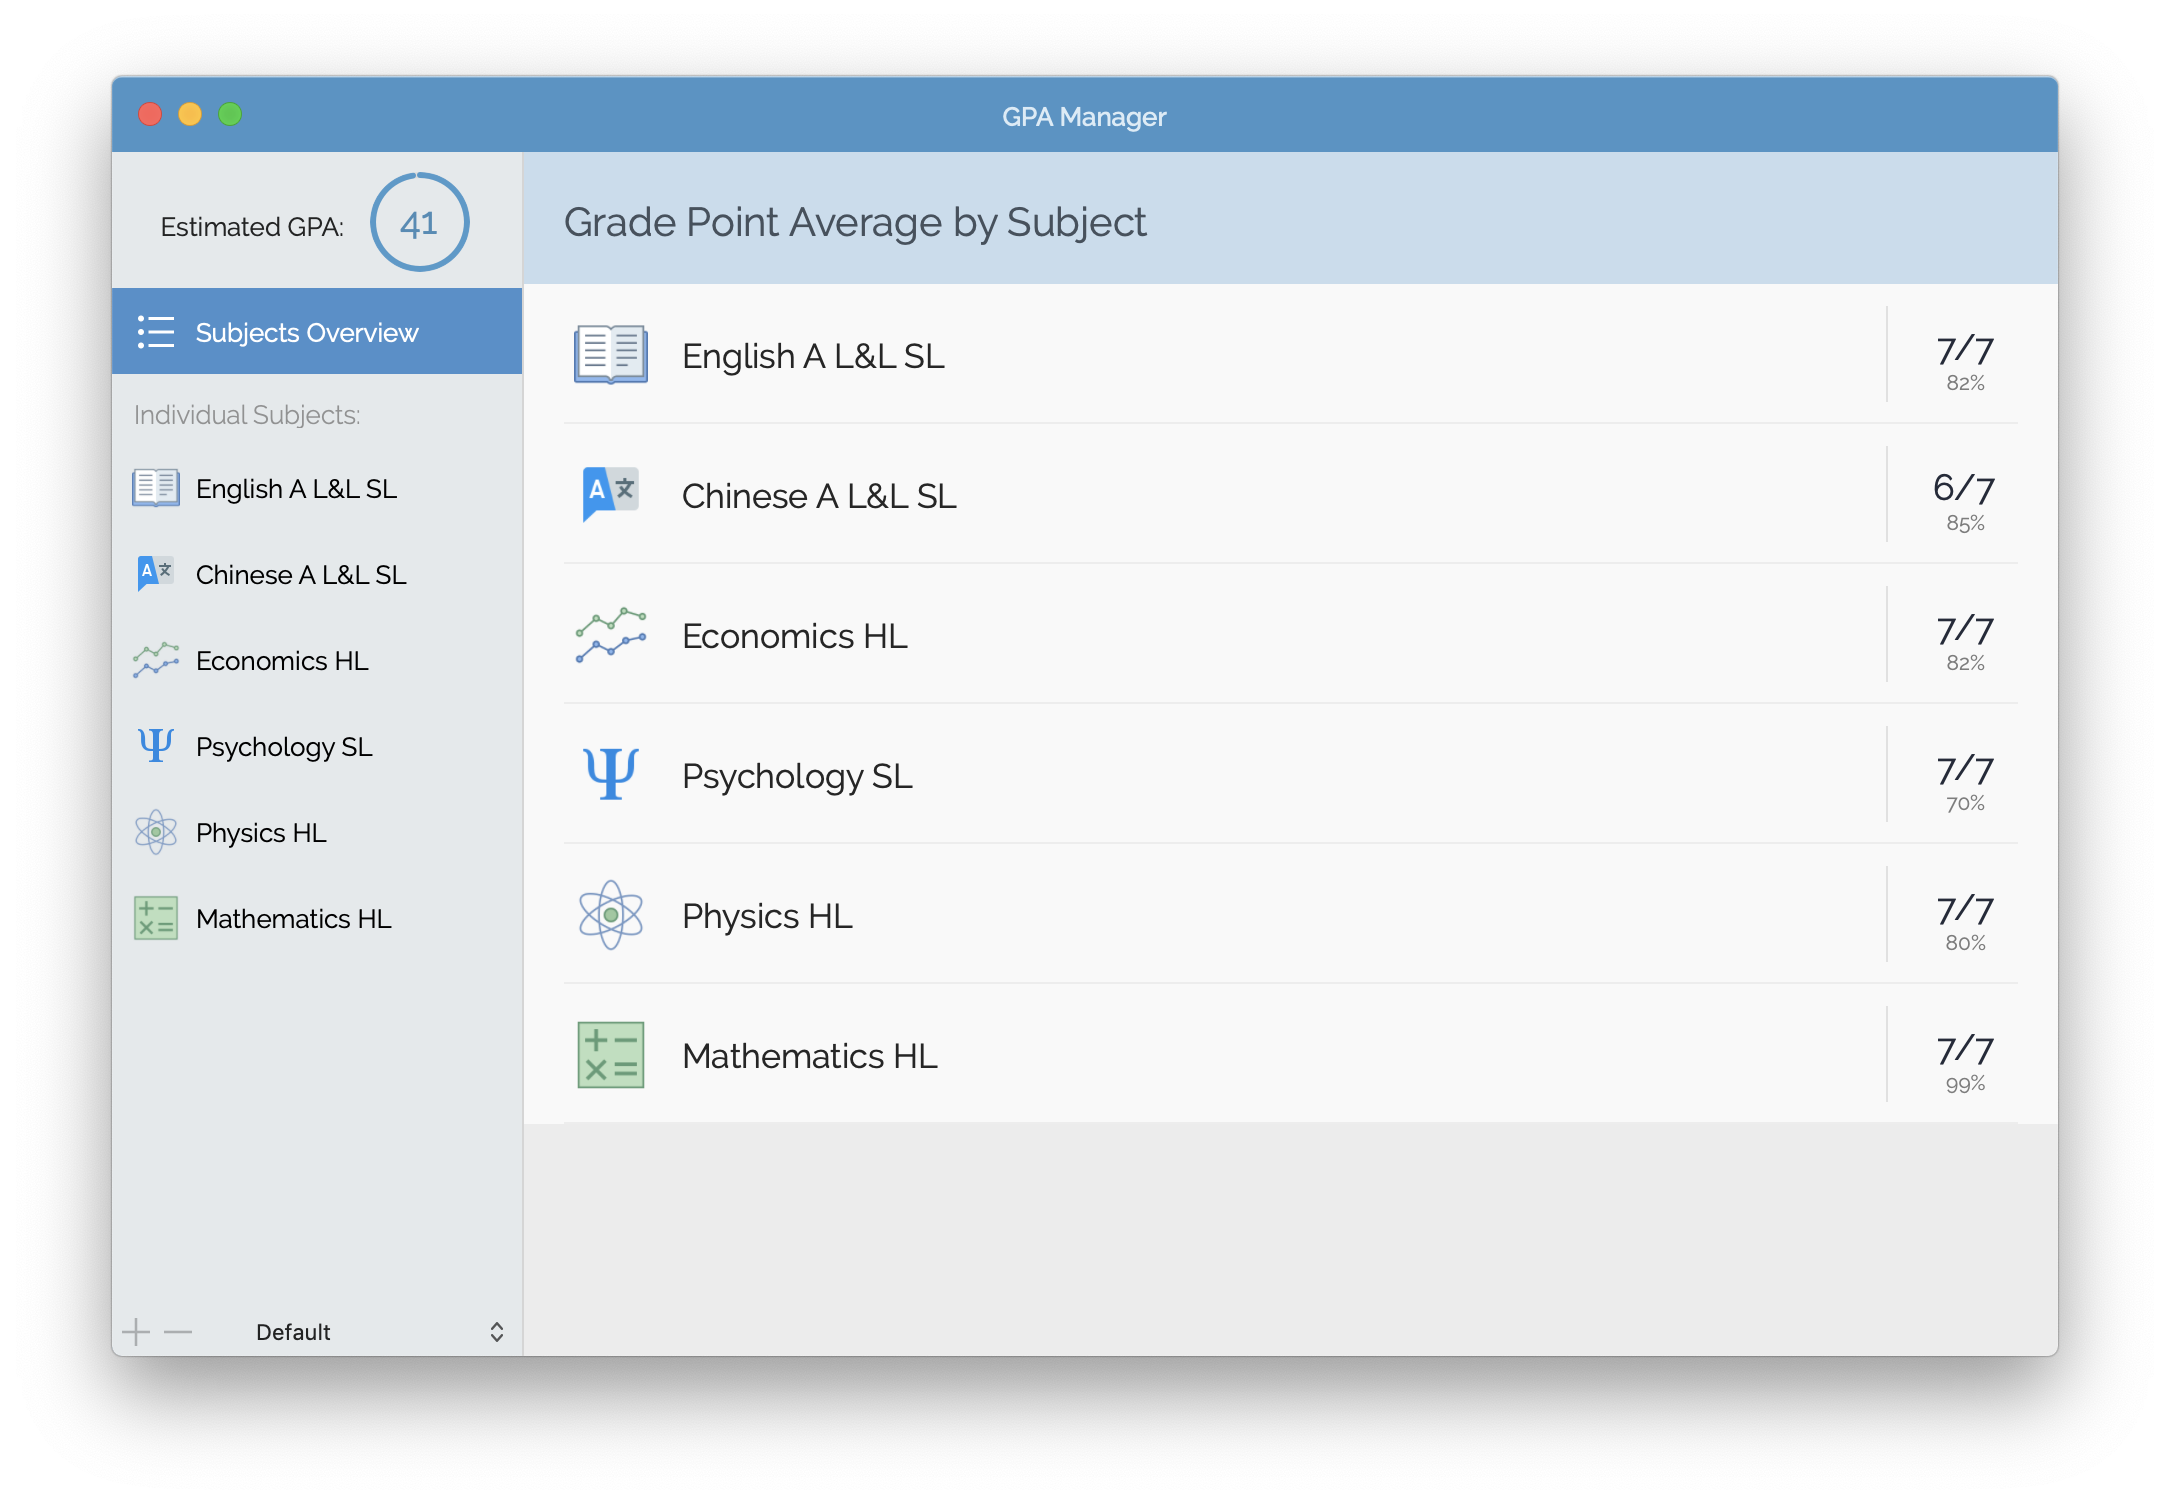 GPA Manager
Estimated GPA:
41
Subjects Overview
Individual Subjects:
English A L&L SL
Chinese A L&L SL
Economics HL
Psychology SL
Physics HL
Mathematics HL
Default
Grade Point Average by Subject
English A L&L SL
7/7
82%
A 文
Chinese A L&L SL
6/7
85%
Economics HL
7/7
82%
Ψ
Psychology SL
7/7
70%
Physics HL
7/7
80%
Mathematics HL
7/7
99%